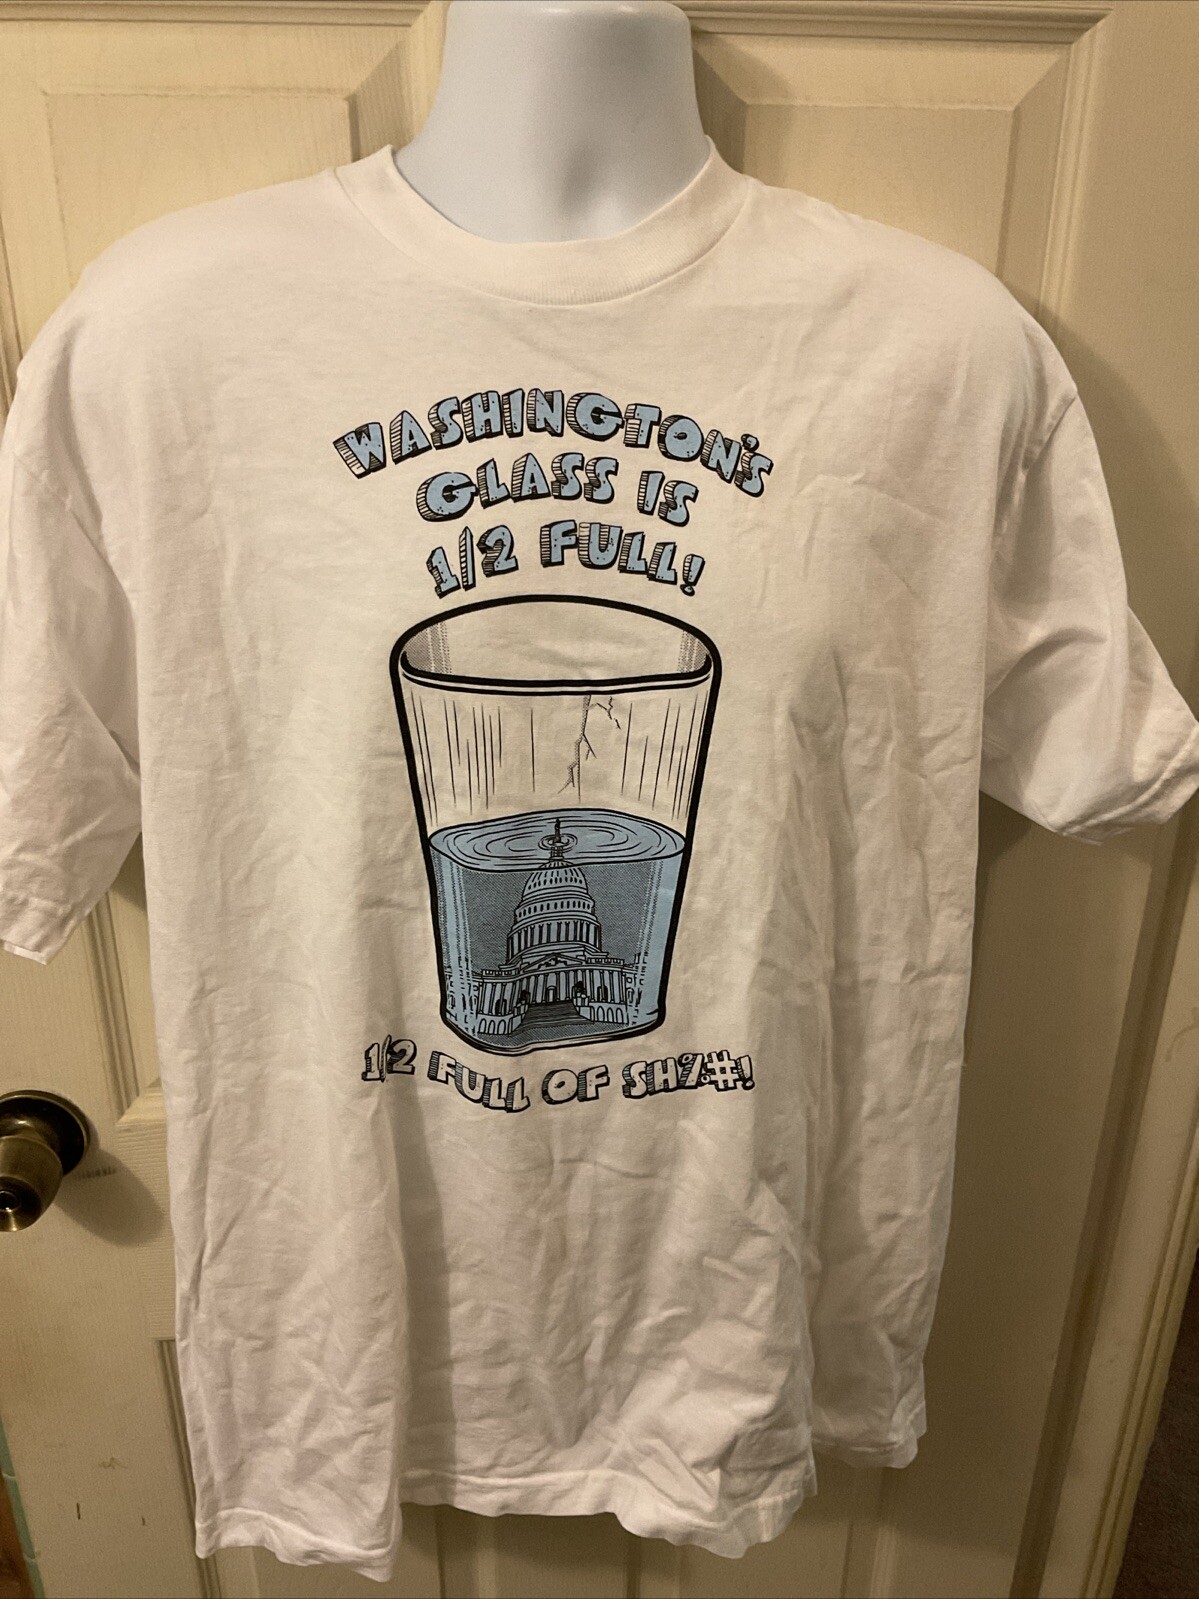 WASHINGTON'S
GLASS IS
1/2 FULL!
1/2 FULL OF SH%#!